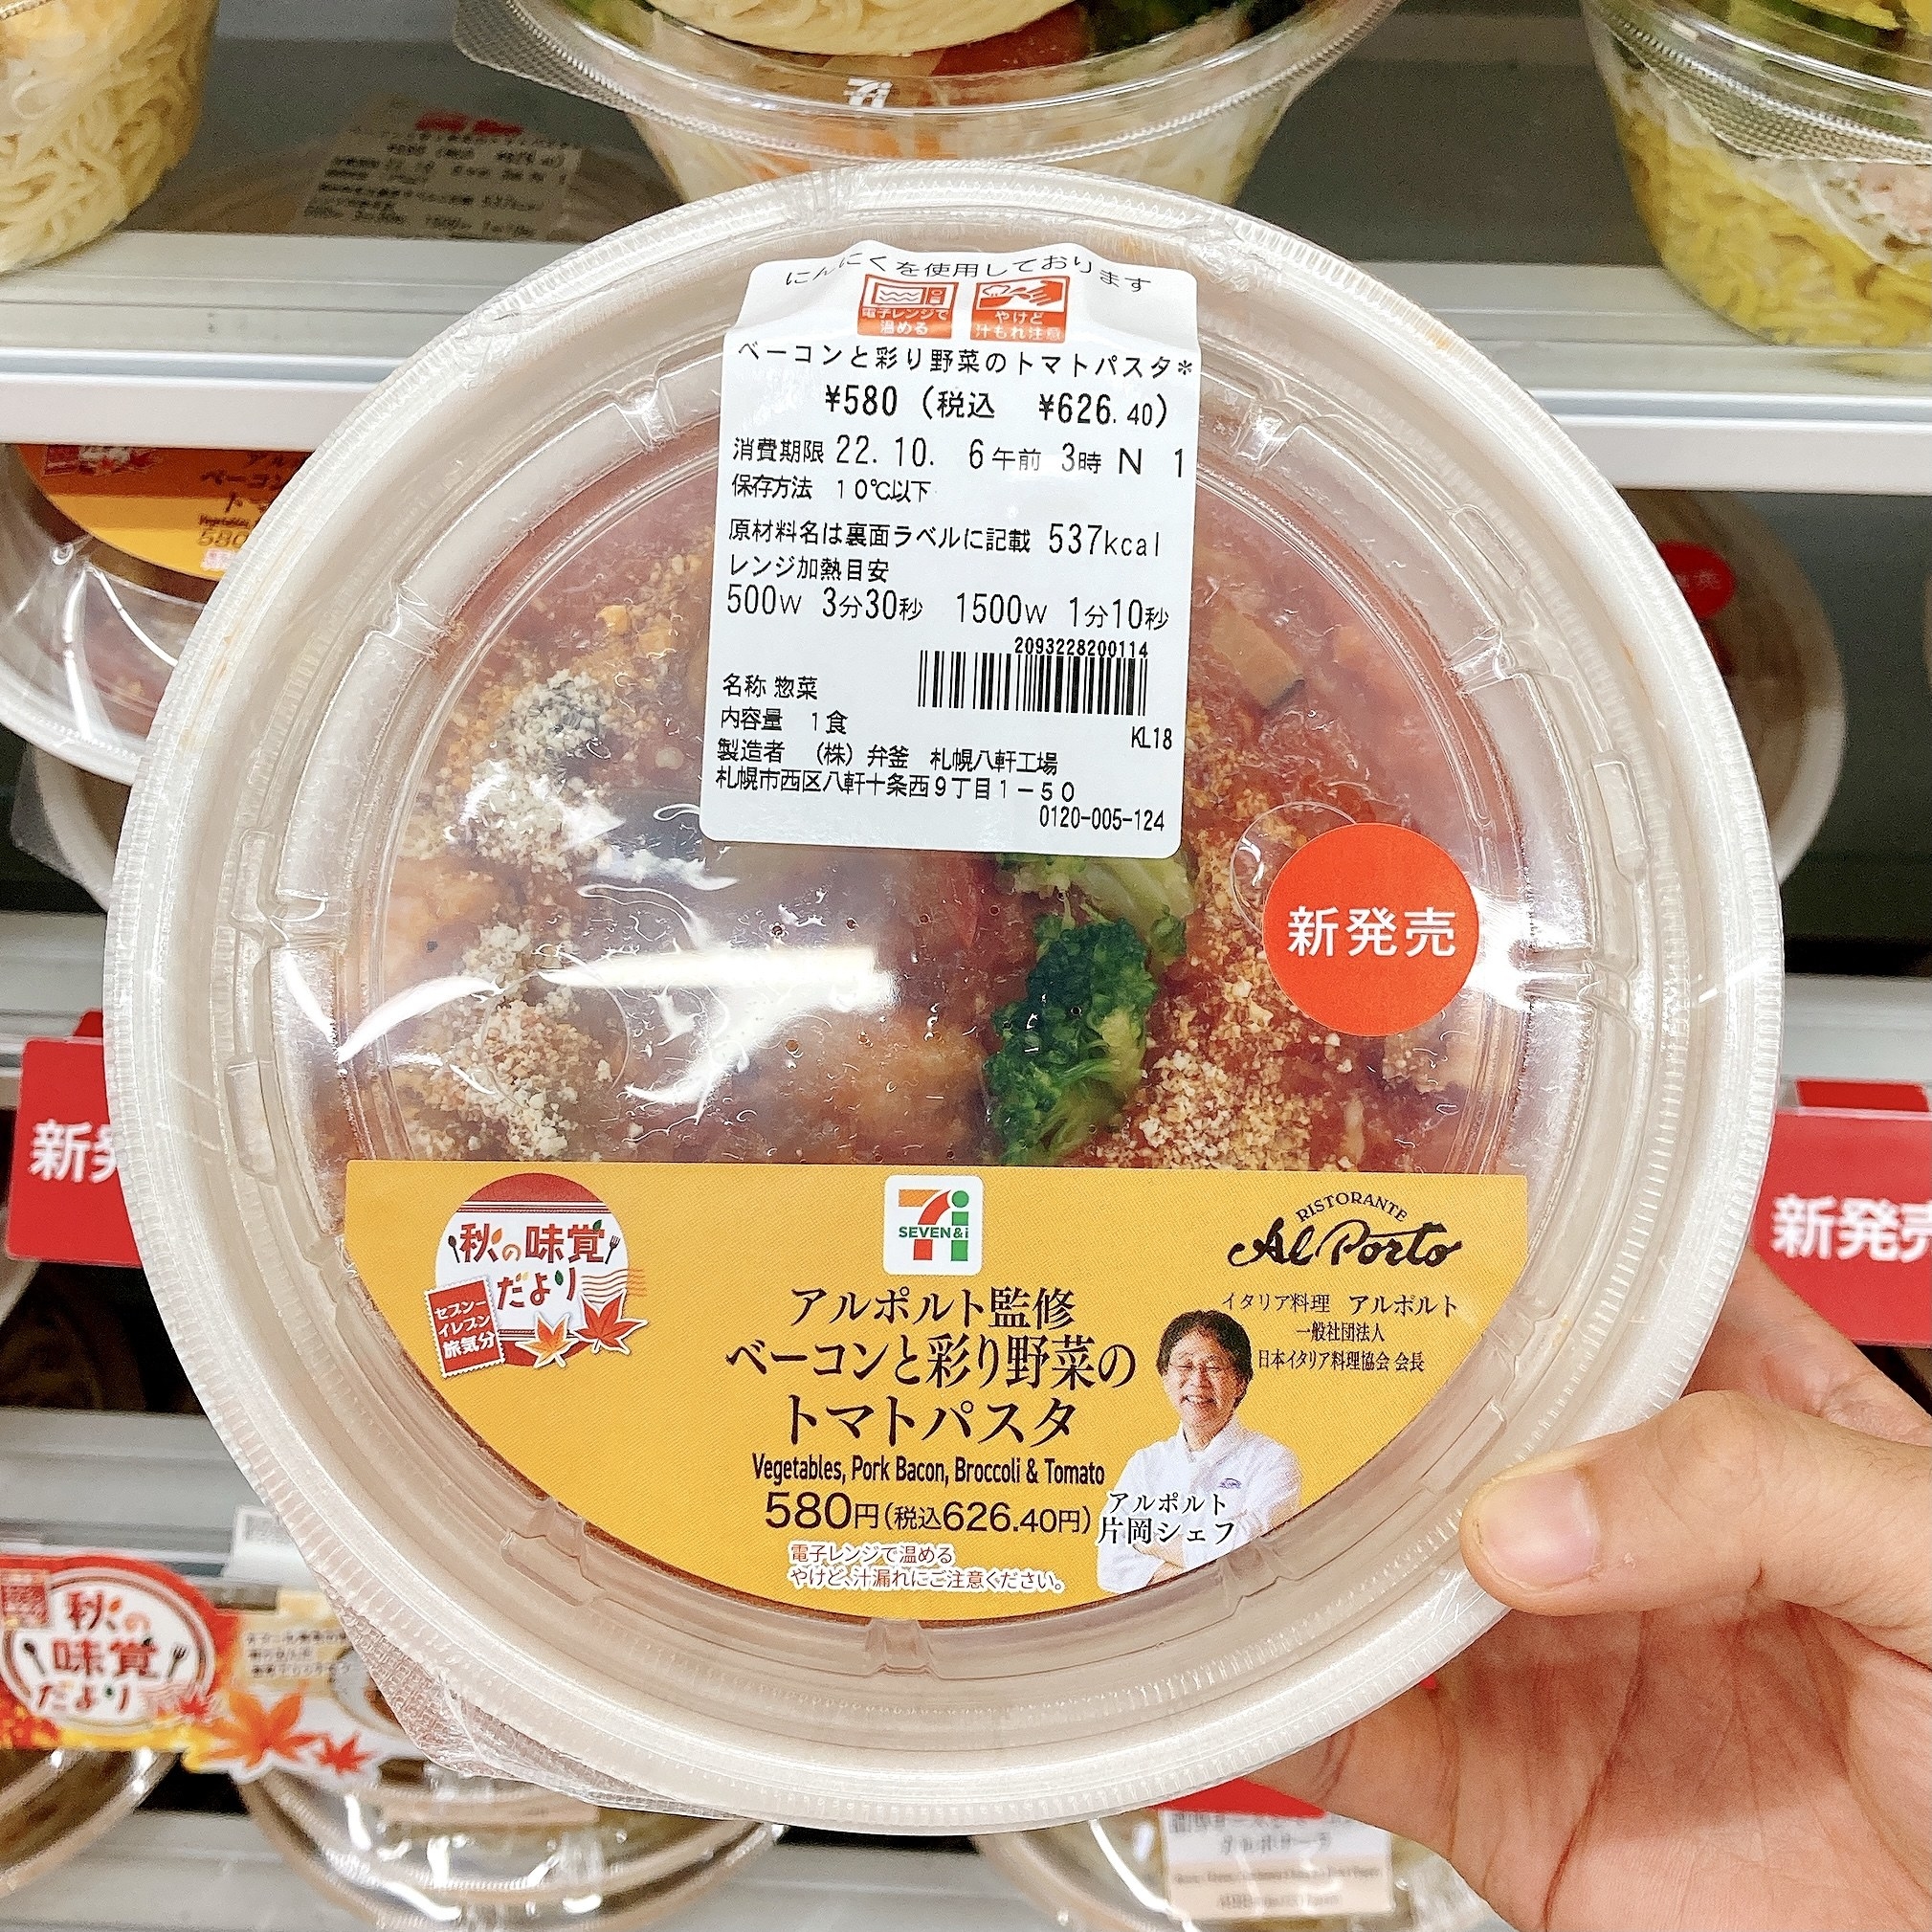 にんにくを使用しております
電子レンジで
温める
やけど
汁もれ注意
ベーコンと彩り野菜のトマトパスタ*
¥580(税込 ¥626.40)
消費期限 22.10. 6午前 3時 N 1
保存方法 10℃以下
原材料名は裏面ラベルに記載 537kcal
レンジ加熱目安
500W 3分30秒 1500W 1分10秒
2093228200114
名称 惣菜
内容量 1食
KL18
製造者 (株)弁釜 札幌八軒工場
札幌市西区八軒十条西9丁目1-50
0120-005-124
新発売
秋の味覚
だより
セブン-
イレブン
旅気分
SEVEN&i
RISTORANTE
Al Porto
イタリア料理 アルポルト
一般社団法人
日本イタリア料理協会 会長
アルポルト監修
ベーコンと彩り野菜の
トマトパスタ
Vegetables, Pork Bacon, Broccoli & Tomato
580円(税込626.40円)
アルポルト
片岡シェフ
電子レンジで温める
やけど、汁漏れにご注意ください。
新発
新発売
秋の
味覚
だより